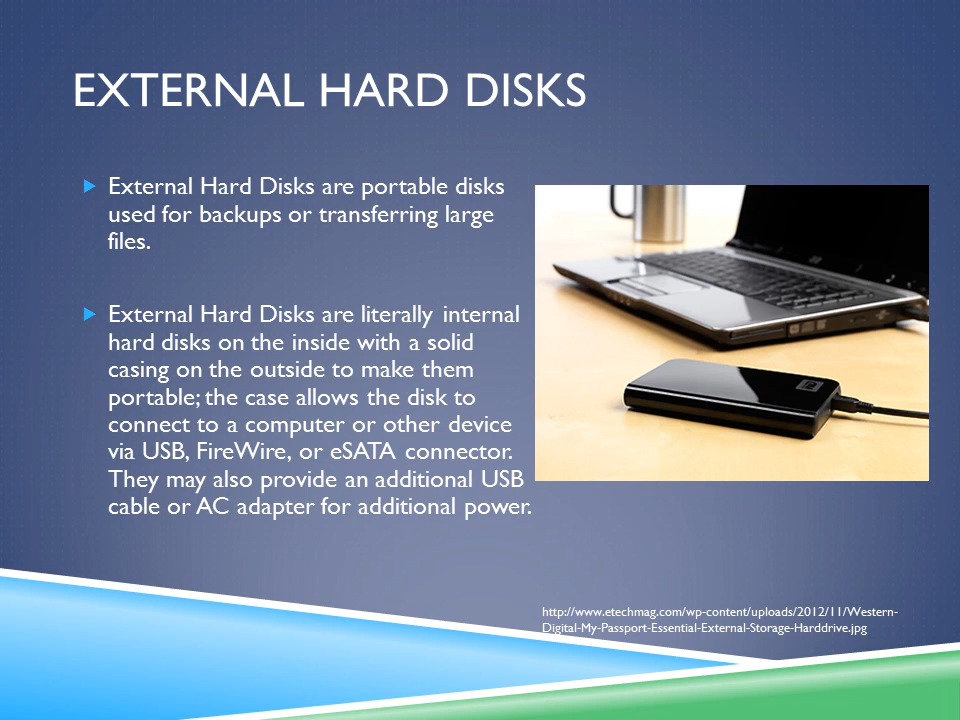 EXTERNAL HARD DISKS
External Hard Disks are portable disks
used for backups or transferring large
files.
External Hard Disks are literally internal
hard disks on the inside with a solid
casing on the outside to make them
portable; the case allows the disk to
connect to a computer or other device
via USB, FireWire, or eSATA connector.
They may also provide an additional USB
cable or AC adapter for additional power.
http://www.etechmag.com/wp-content/uploads/2012/11/Western-
Digital-My-Passport-Essential-External-Storage-Harddrive.jpg